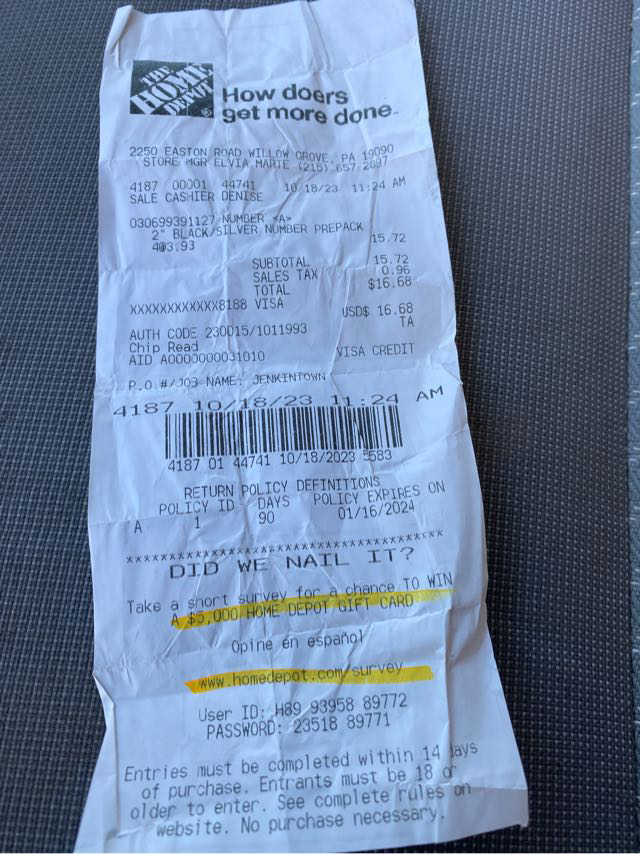 THE
HOME
DEPOT
How doers
get more done™
2250 EASTON ROAD WILLOW GROVE, PA 19090
STORE MGR ELVIA MARTE (215) 657-2897
4187 00001 44741 10/18/23 11:24 AM
SALE CASHIER DENISE
030699391127 NUMBER <A>
2" BLACK/SILVER NUMBER PREPACK
4@3.93 15.72
SUBTOTAL 15.72
SALES TAX 0.96
TOTAL $16.68
XXXXXXXXXXXX8188 VISA
USD$ 16.68
AUTH CODE 230015/1011993 TA
Chip Read
AID A0000000031010 VISA CREDIT
P.O.#/JOB NAME: JENKINTOWN
4187 10/18/23 11:24 AM
4187 01 44741 10/18/2023 5583
RETURN POLICY DEFINITIONS
POLICY ID DAYS POLICY EXPIRES ON
A 1 90 01/16/2024
DID WE NAIL IT?
Take a short survey for a chance TO WIN
A $5,000 HOME DEPOT GIFT CARD
Opine en español
www.homedepot.com/survey
User ID: H89 93958 89772
PASSWORD: 23518 89771
Entries must be completed within 14 days
of purchase. Entrants must be 18 or
older to enter. See complete rules on
website. No purchase necessary.